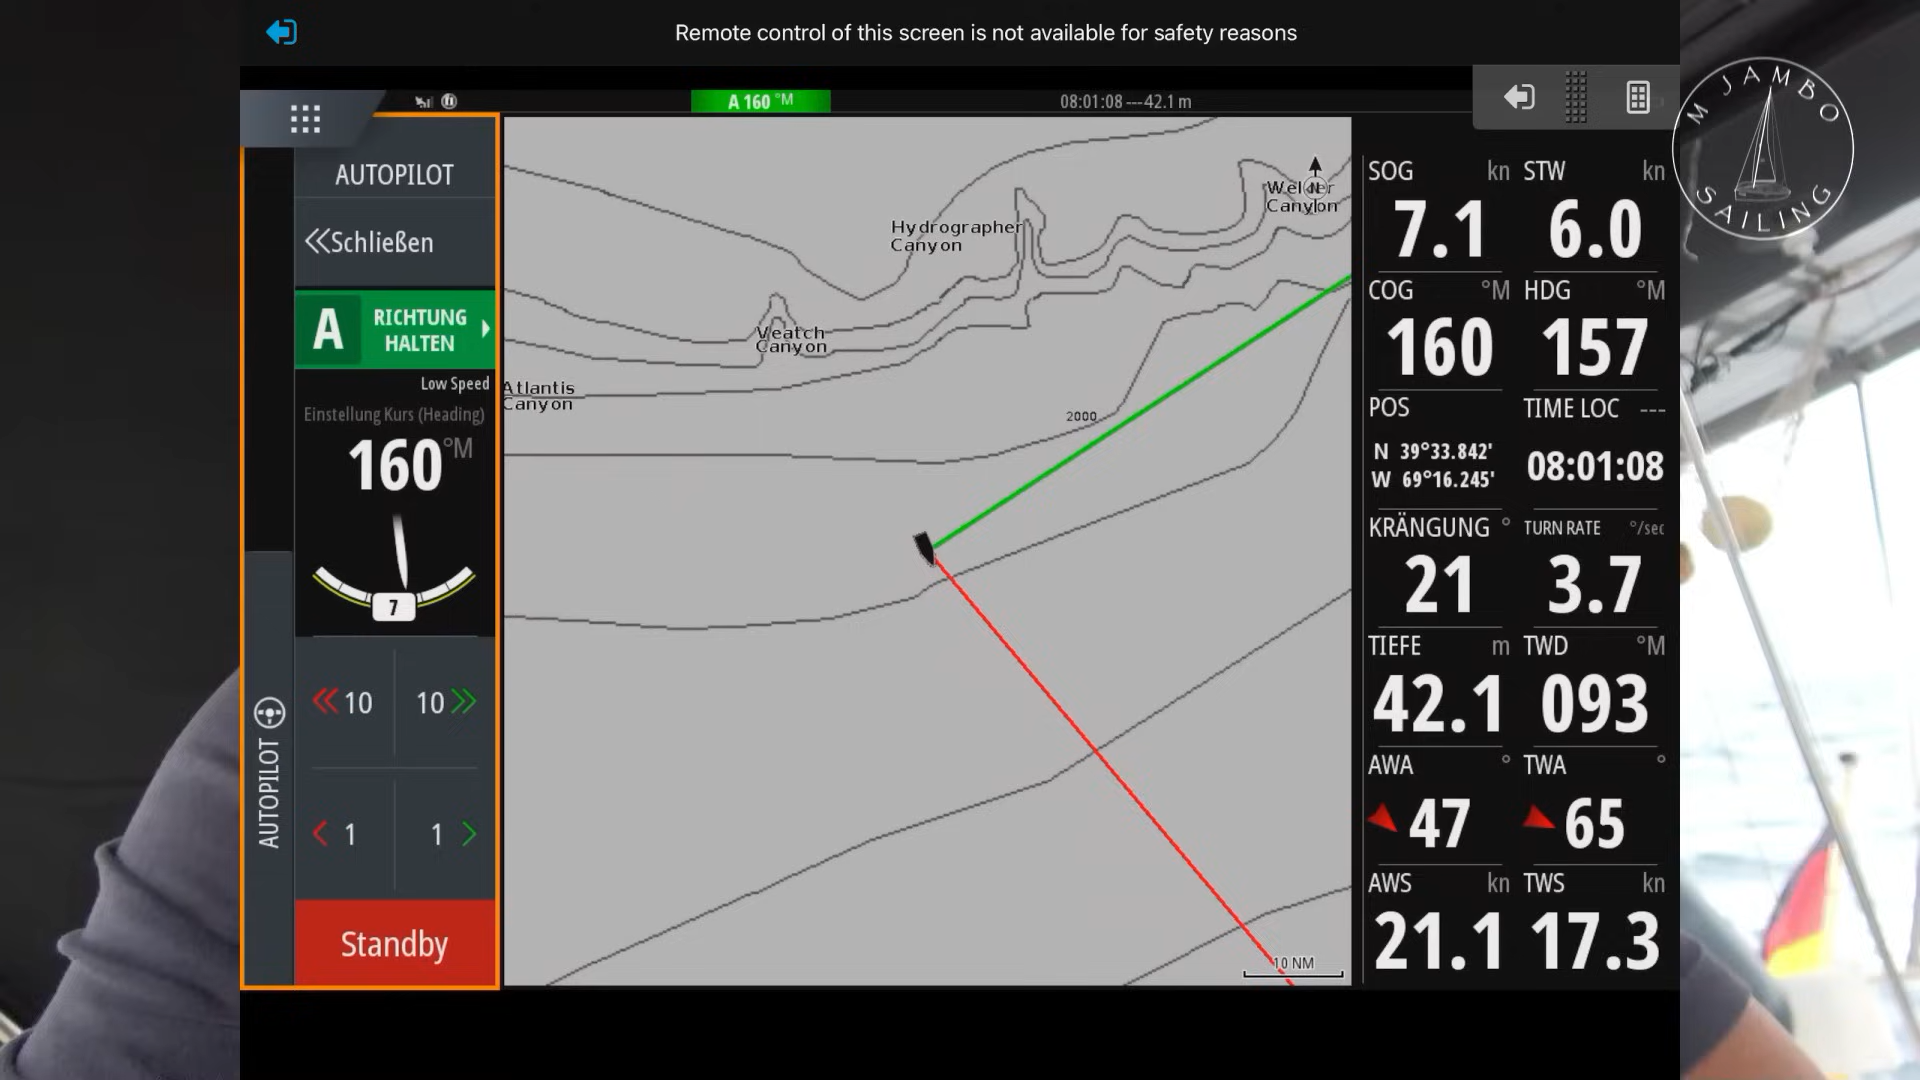 Remote control of this screen is not available for safety reasons
A 160 °M
08:01:08 ---42.1 m
M JAMBO
SAILING
AUTOPILOT
Schließen
A
RICHTUNG
HALTEN
Low Speed
Einstellung Kurs (Heading)
160 °M
7
10
10
1
1
Standby
AUTOPILOT
Hydrographer
Canyon
N
Canyon
Veatch
Canyon
Atlantis
Canyon
2000
10 NM
SOG kn STW kn
7.1 6.0
COG °M HDG °M
160 157
POS TIME LOC ---
N 39°33.842'
W 69°16.245'
08:01:08
KRÄNGUNG ° TURN RATE °/sec
21 3.7
TIEFE m TWD °M
42.1 093
AWA ° TWA °
47 65
AWS kn TWS kn
21.1 17.3